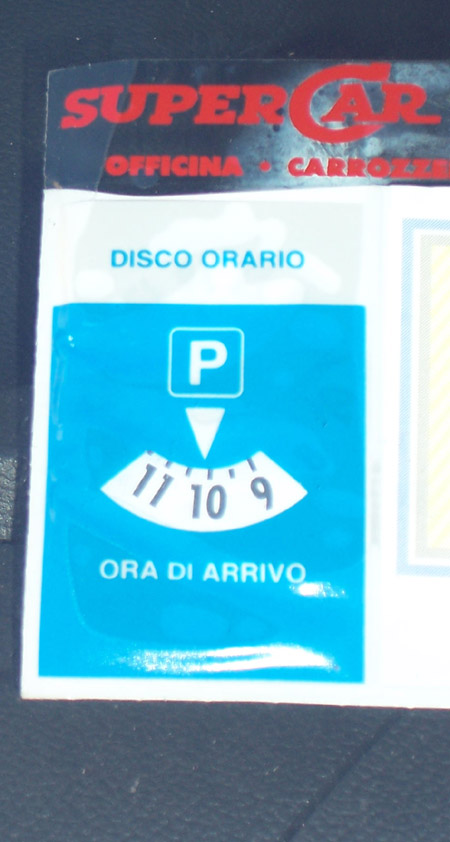 SUPERCAR
OFFICINA • CARROZZE
DISCO ORARIO
P
11 10 9
ORA DI ARRIVO